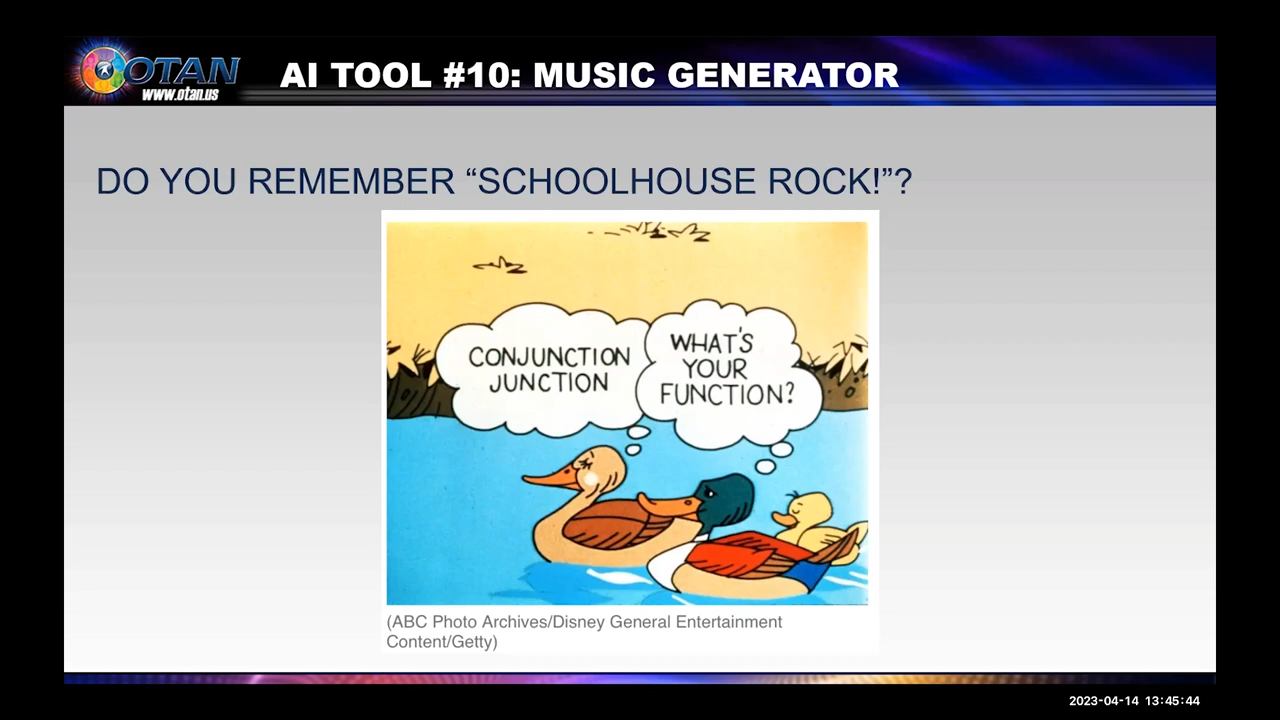 OTAN
www.otan.us
AI TOOL #10: MUSIC GENERATOR
DO YOU REMEMBER “SCHOOLHOUSE ROCK!”?
CONJUNCTION
JUNCTION
WHAT'S
YOUR
FUNCTION?
(ABC Photo Archives/Disney General Entertainment
Content/Getty)
2023-04-14 13:45:44